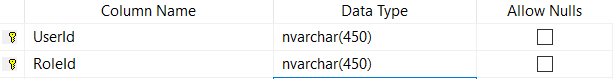 Column Name Data Type Allow Nulls
UserId nvarchar(450)
RoleId nvarchar(450)